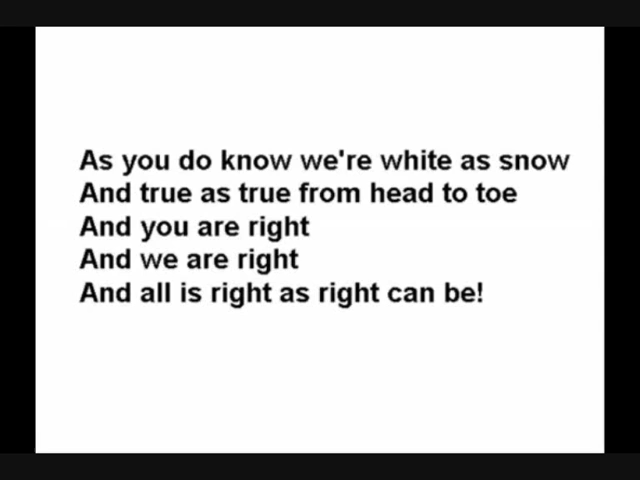 As you do know we're white as snow
And true as true from head to toe
And you are right
And we are right
And all is right as right can be!